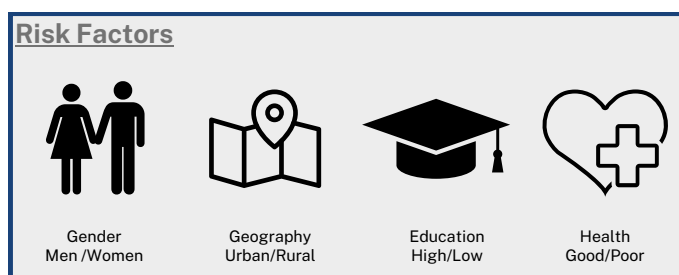 Risk Factors
Gender
Men /Women
Geography
Urban/Rural
Education
High/Low
Health
Good/Poor